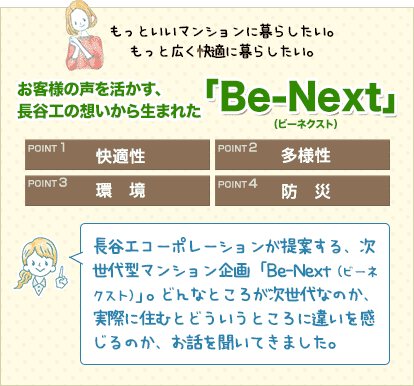 もっといいマンションに暮らしたい。
もっと広く快適に暮らしたい。
お客様の声を活かす、
長谷工の想いから生まれた「Be-Next」
(ビーネクスト)
POINT 1 快適性
POINT 2 多様性
POINT 3 環 境
POINT 4 防 災
長谷工コーポレーションが提案する、次
世代型マンション企画「Be-Next（ビーネ
クスト）」。どんなところが次世代なのか、
実際に住むとどういうところに違いを感
じるのか、お話を聞いてきました。